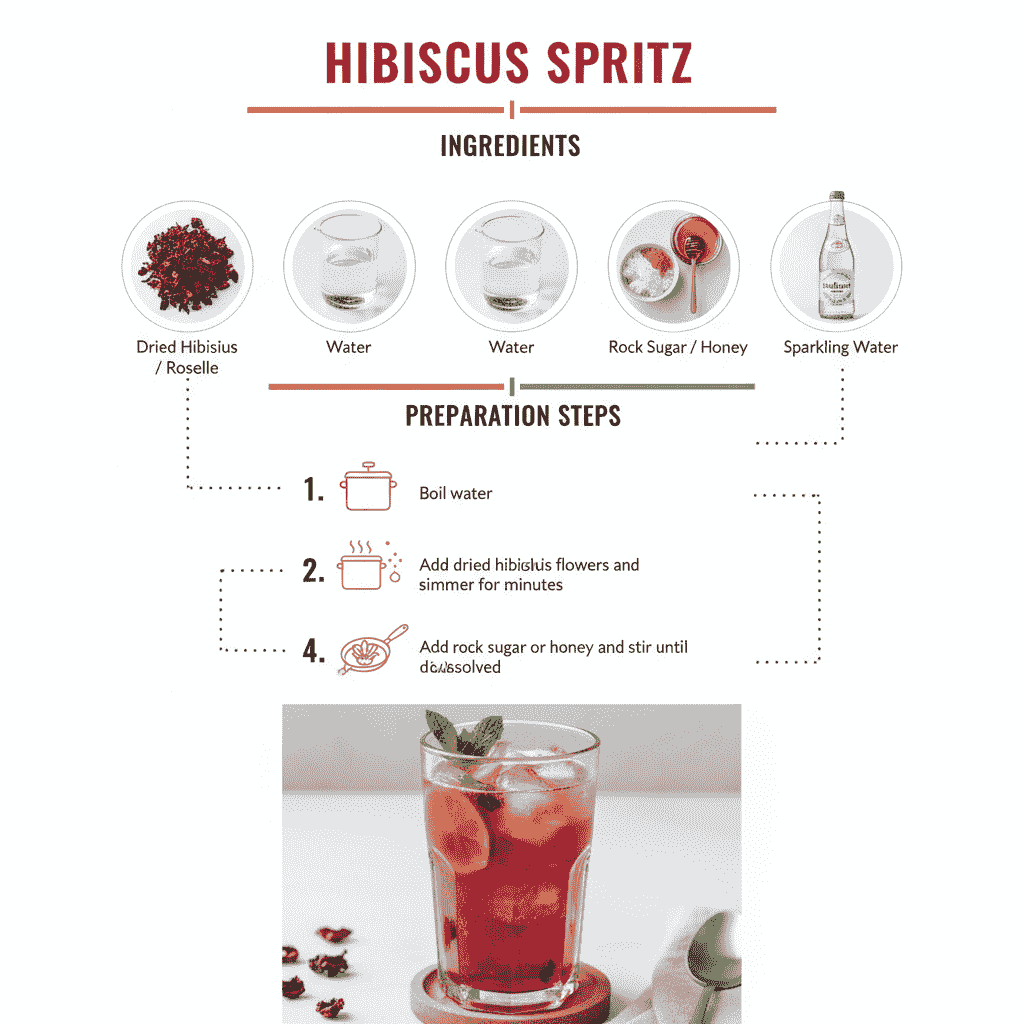 HIBISCUS SPRITZ
INGREDIENTS
Dried Hibisius
/ Roselle
Water
Water
Rock Sugar / Honey
Sparkling Water
PREPARATION STEPS
1.
Boil water
2.
Add dried flowers and
simmer for minutes
4.
Add rock sugar or honey and stir until